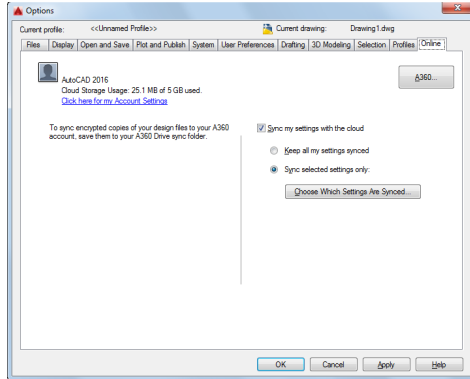 Options
Current profile: <<Unnamed Profile>> Current drawing: Drawing1.dwg
Files Display Open and Save Plot and Publish System User Preferences Drafting 3D Modeling Selection Profiles Online
AutoCAD 2016
Cloud Storage Usage: 25.1 MB of 5 GB used.
Click here for my Account Settings
A360...
To sync encrypted copies of your design files to your A360
account, save them to your A360 Drive sync folder.
Sync my settings with the cloud
Keep all my settings synced
Sync selected settings only:
Choose Which Settings Are Synced...
OK Cancel Apply Help